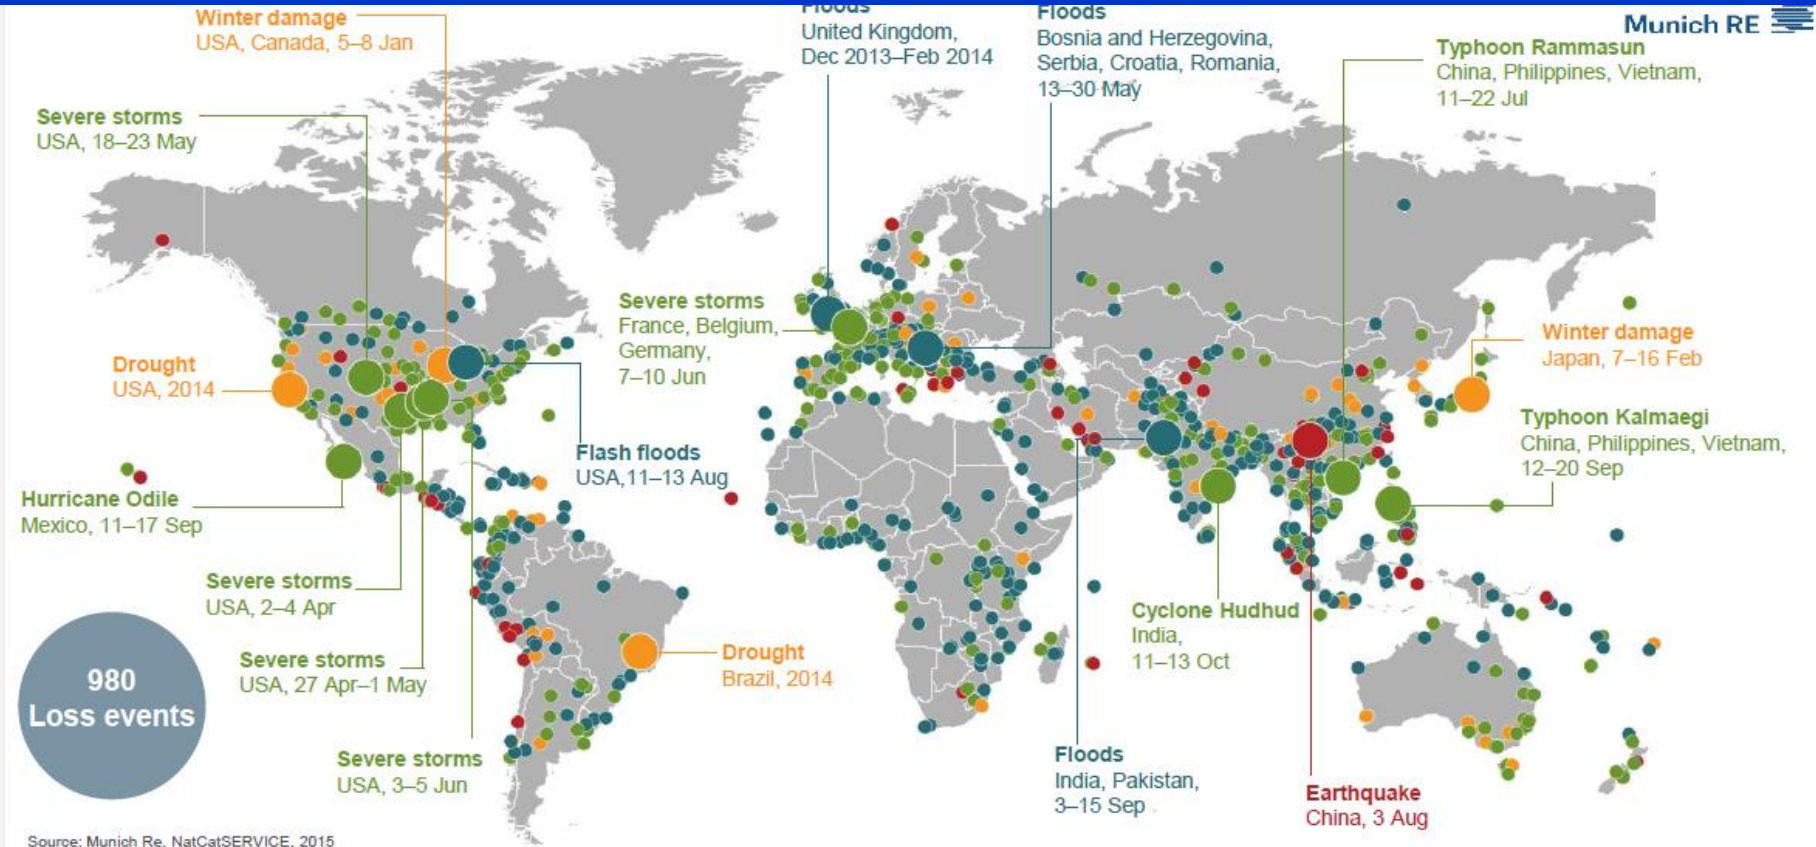 Winter damage
USA, Canada, 5–8 Jan
Floods
United Kingdom,
Dec 2013–Feb 2014
Floods
Bosnia and Herzegovina,
Serbia, Croatia, Romania,
13–30 May
Munich RE
Typhoon Rammasun
China, Philippines, Vietnam,
11–22 Jul
Severe storms
USA, 18–23 May
Severe storms
France, Belgium,
Germany,
7–10 Jun
Winter damage
Japan, 7–16 Feb
Drought
USA, 2014
Typhoon Kalmaegi
China, Philippines, Vietnam,
12–20 Sep
Flash floods
USA,11–13 Aug
Hurricane Odile
Mexico, 11–17 Sep
Severe storms
USA, 2–4 Apr
Cyclone Hudhud
India,
11–13 Oct
Severe storms
USA, 27 Apr–1 May
Drought
Brazil, 2014
980
Loss events
Severe storms
USA, 3–5 Jun
Floods
India, Pakistan,
3–15 Sep
Earthquake
China, 3 Aug
Source: Munich Re, NatCatSERVICE, 2015